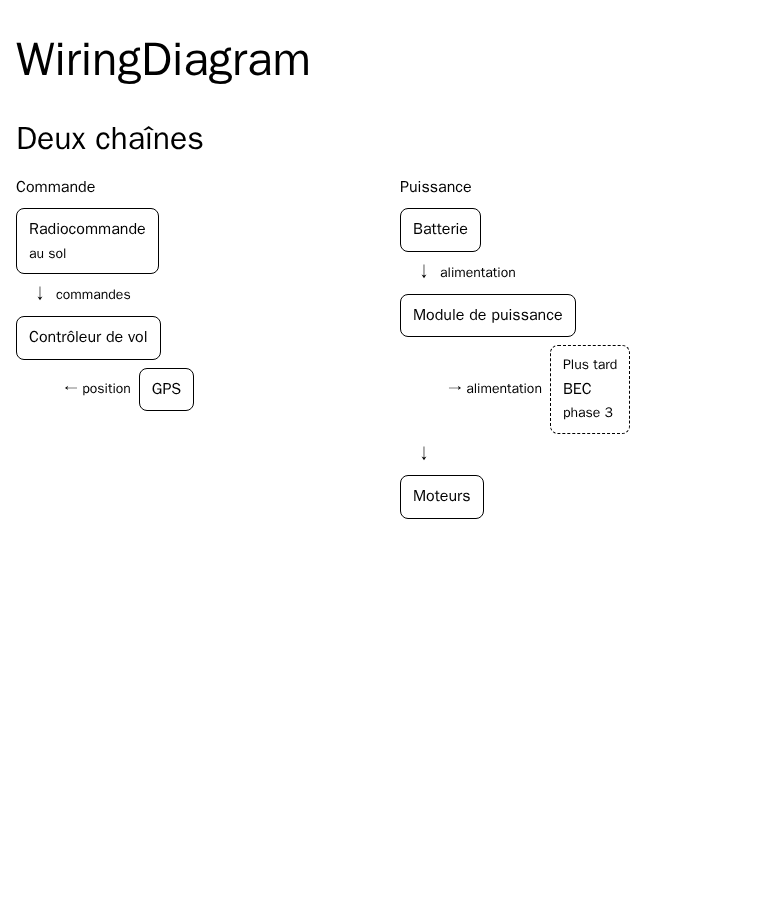 WiringDiagram
Deux chaînes
Commande
Radiocommande
au sol
↓ commandes
Contrôleur de vol
← position
GPS
Puissance
Batterie
↓ alimentation
Module de puissance
→ alimentation
Plus tard
BEC
phase 3
↓
Moteurs